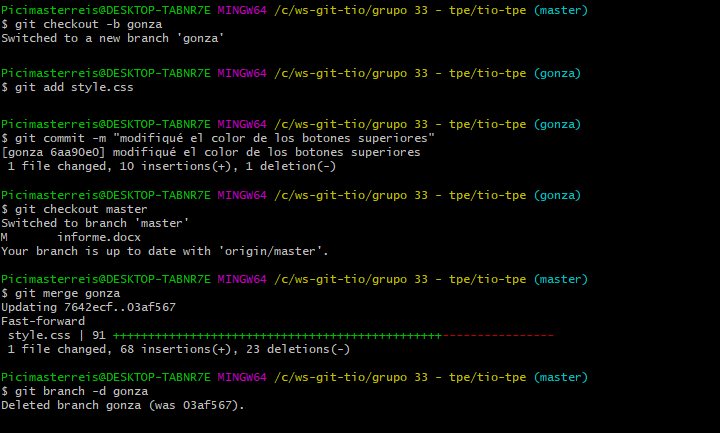 Picimasterreis@DESKTOP-TABNR7E MINGW64 /c/ws-git-tio/grupo 33 - tpe/tio-tpe (master)
$ git checkout -b gonza
Switched to a new branch 'gonza'
Picimasterreis@DESKTOP-TABNR7E MINGW64 /c/ws-git-tio/grupo 33 - tpe/tio-tpe (gonza)
$ git add style.css
Picimasterreis@DESKTOP-TABNR7E MINGW64 /c/ws-git-tio/grupo 33 - tpe/tio-tpe (gonza)
$ git commit -m "modifiqué el color de los botones superiores"
[gonza 6aa90e0] modifiqué el color de los botones superiores
 1 file changed, 10 insertions(+), 1 deletion(-)
Picimasterreis@DESKTOP-TABNR7E MINGW64 /c/ws-git-tio/grupo 33 - tpe/tio-tpe (gonza)
$ git checkout master
Switched to branch 'master'
M       informe.docx
Your branch is up to date with 'origin/master'.
Picimasterreis@DESKTOP-TABNR7E MINGW64 /c/ws-git-tio/grupo 33 - tpe/tio-tpe (master)
$ git merge gonza
Updating 7642ecf..03af567
Fast-forward
 style.css | 91 ++++++++++++++++++++++++++++++++++++++++++++++----------------
 1 file changed, 68 insertions(+), 23 deletions(-)
Picimasterreis@DESKTOP-TABNR7E MINGW64 /c/ws-git-tio/grupo 33 - tpe/tio-tpe (master)
$ git branch -d gonza
Deleted branch gonza (was 03af567).